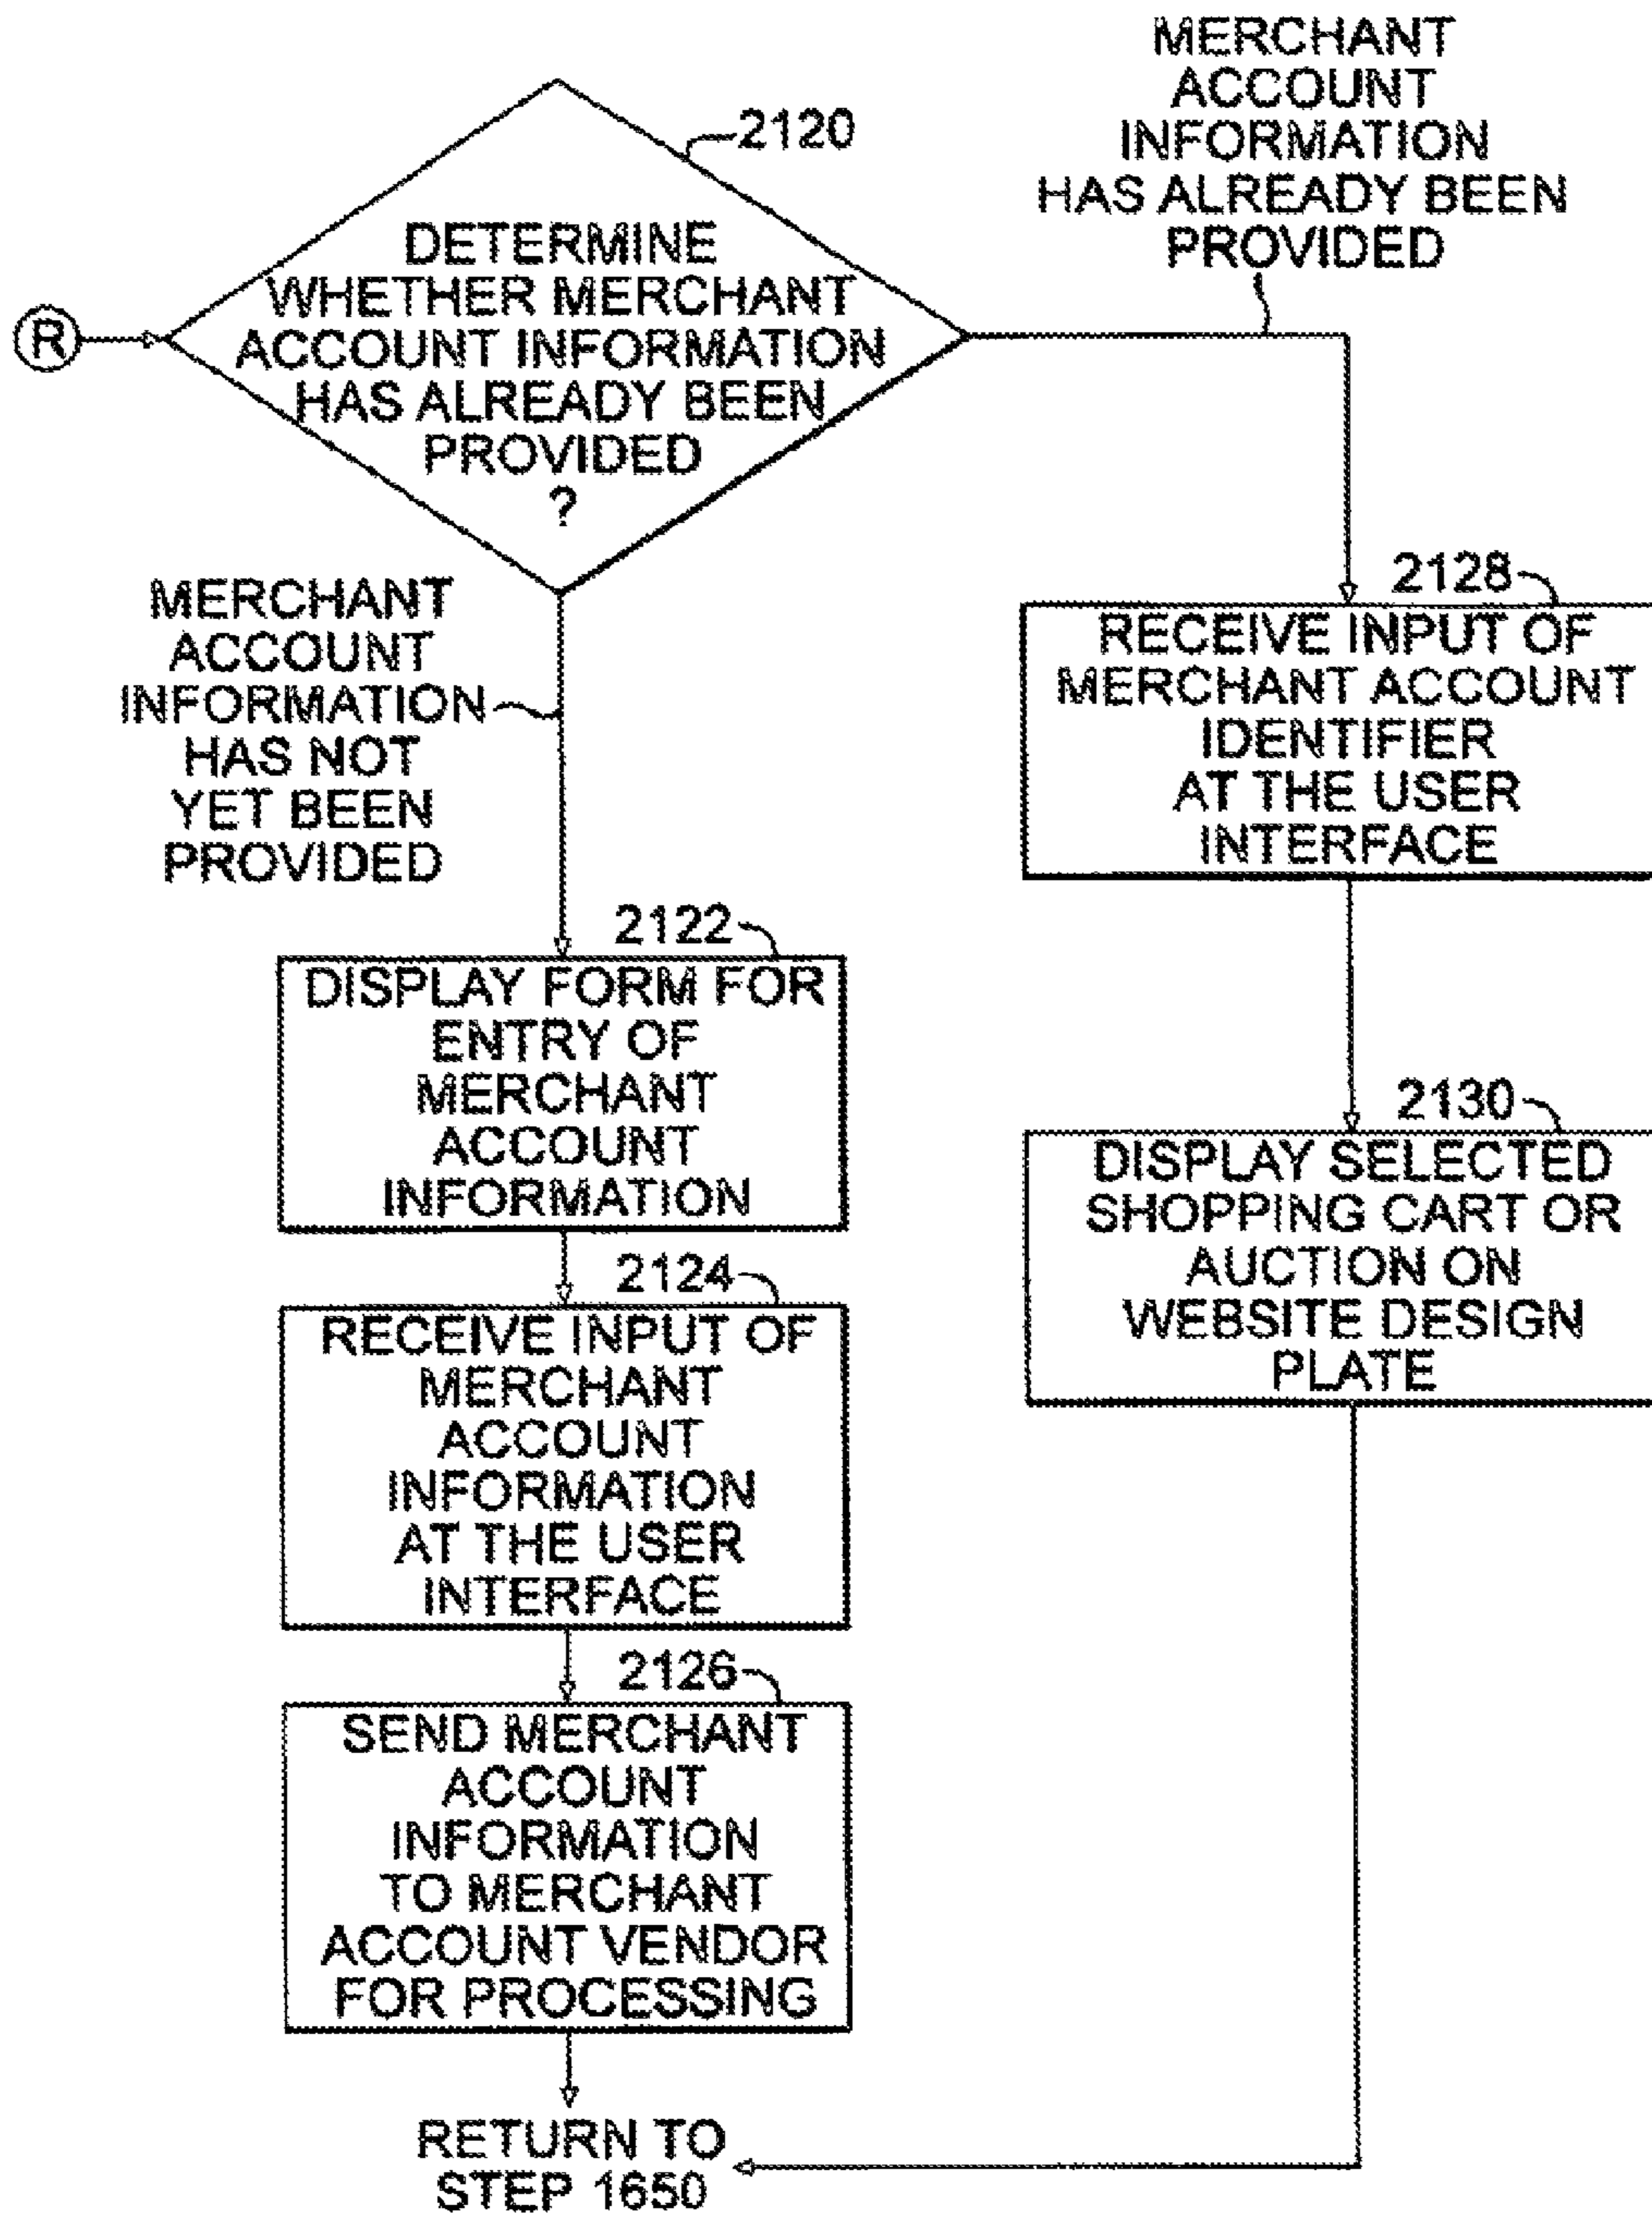 MERCHANT
ACCOUNT
INFORMATION
HAS ALREADY BEEN
PROVIDED
2120
DETERMINE
WHETHER MERCHANT
ACCOUNT INFORMATION
HAS ALREADY BEEN
PROVIDED
?
R
MERCHANT
ACCOUNT
INFORMATION
HAS NOT
YET BEEN
PROVIDED
2128
RECEIVE INPUT OF
MERCHANT ACCOUNT
IDENTIFIER
AT THE USER
INTERFACE
2122
DISPLAY FORM FOR
ENTRY OF
MERCHANT
ACCOUNT
INFORMATION
2130
DISPLAY SELECTED
SHOPPING CART OR
AUCTION ON
WEBSITE DESIGN
PLATE
2124
RECEIVE INPUT OF
MERCHANT
ACCOUNT
INFORMATION
AT THE USER
INTERFACE
2126
SEND MERCHANT
ACCOUNT
INFORMATION
TO MERCHANT
ACCOUNT VENDOR
FOR PROCESSING
RETURN TO
STEP 1650